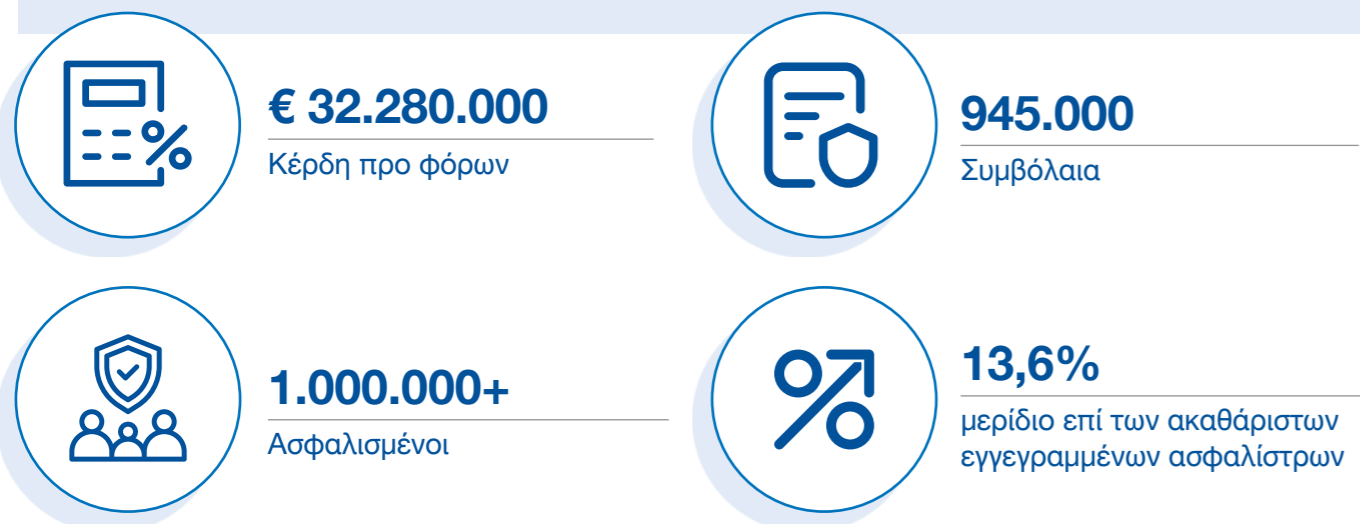 € 32.280.000
Κέρδη προ φόρων
945.000
Συμβόλαια
1.000.000+
Ασφαλισμένοι
13,6%
μερίδιο επί των ακαθάριστων
εγγεγραμμένων ασφαλίστρων